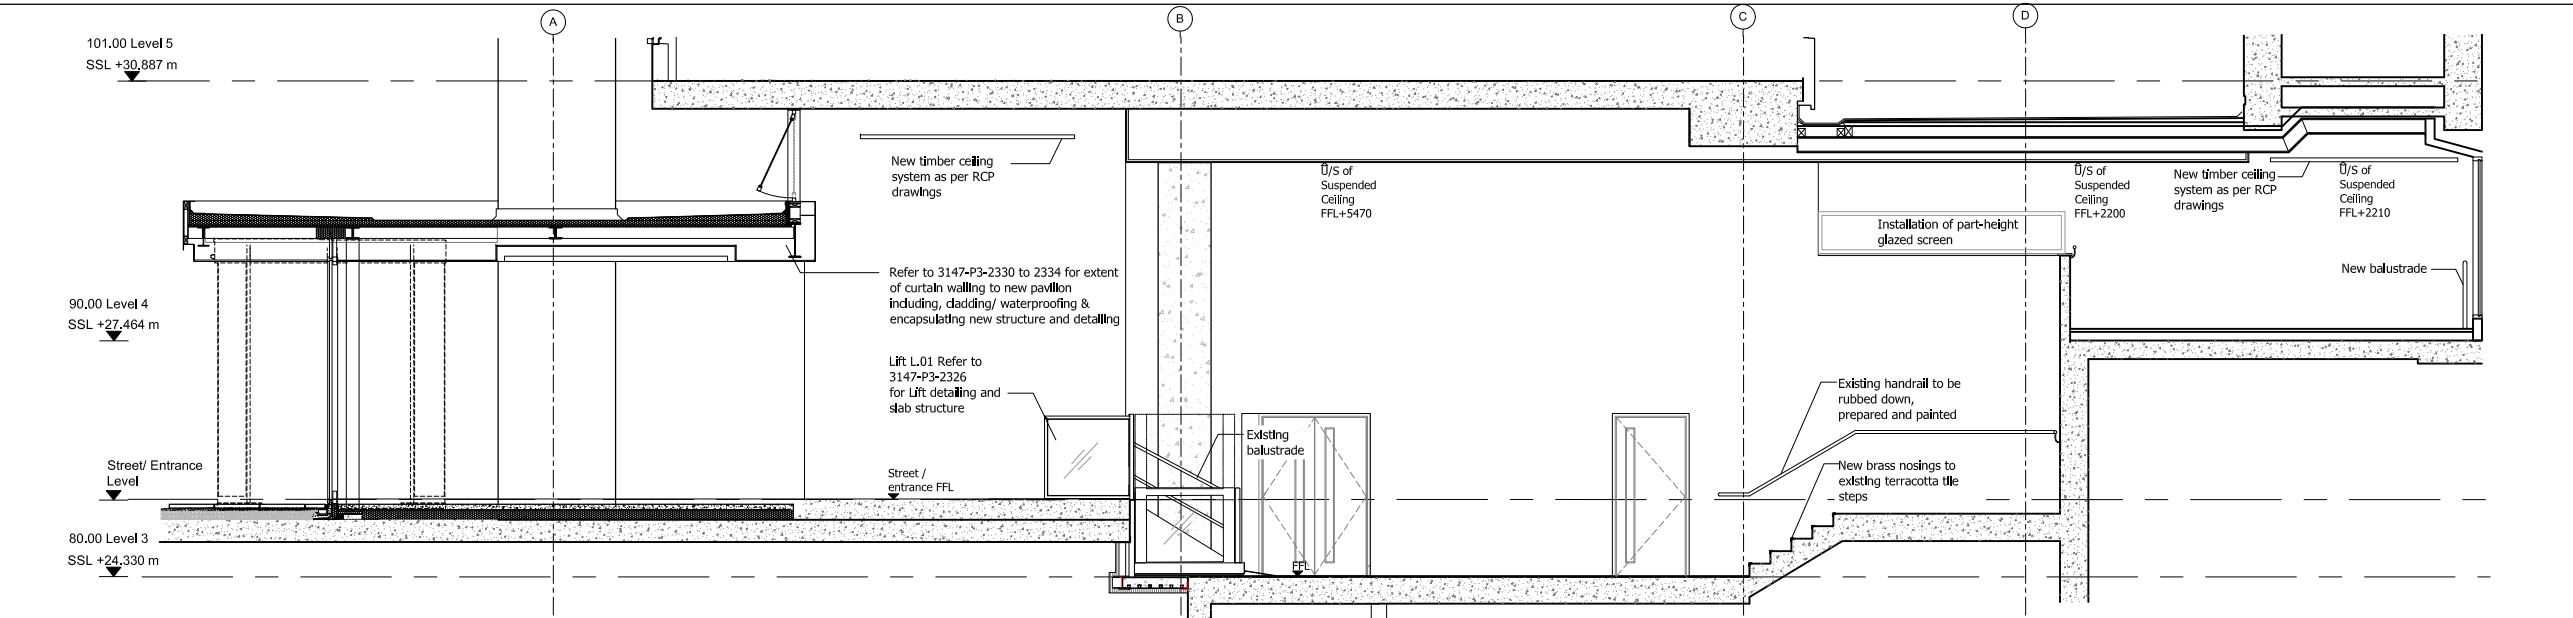 A
B
C
D
101.00 Level 5
SSL +30.887 m
New timber ceiling
system as per RCP
drawings
U/S of
Suspended
Ceiling
FFL+5470
U/S of
Suspended
Ceiling
FFL+2200
New timber ceiling
system as per RCP
drawings
U/S of
Suspended
Ceiling
FFL+2210
Installation of part-height
glazed screen
New balustrade
Refer to 3147-P3-2330 to 2334 for extent
of curtain walling to new pavilion
including, cladding/ waterproofing &
encapsulating new structure and detailing
90.00 Level 4
SSL +27.464 m
Lift L.01 Refer to
3147-P3-2326
for Lift detailing and
slab structure
Existing handrail to be
rubbed down,
prepared and painted
Existing
balustrade
Street/ Entrance
Level
Street /
entrance FFL
New brass nosings to
existing terracotta tile
steps
80.00 Level 3
SSL +24.330 m
FFL